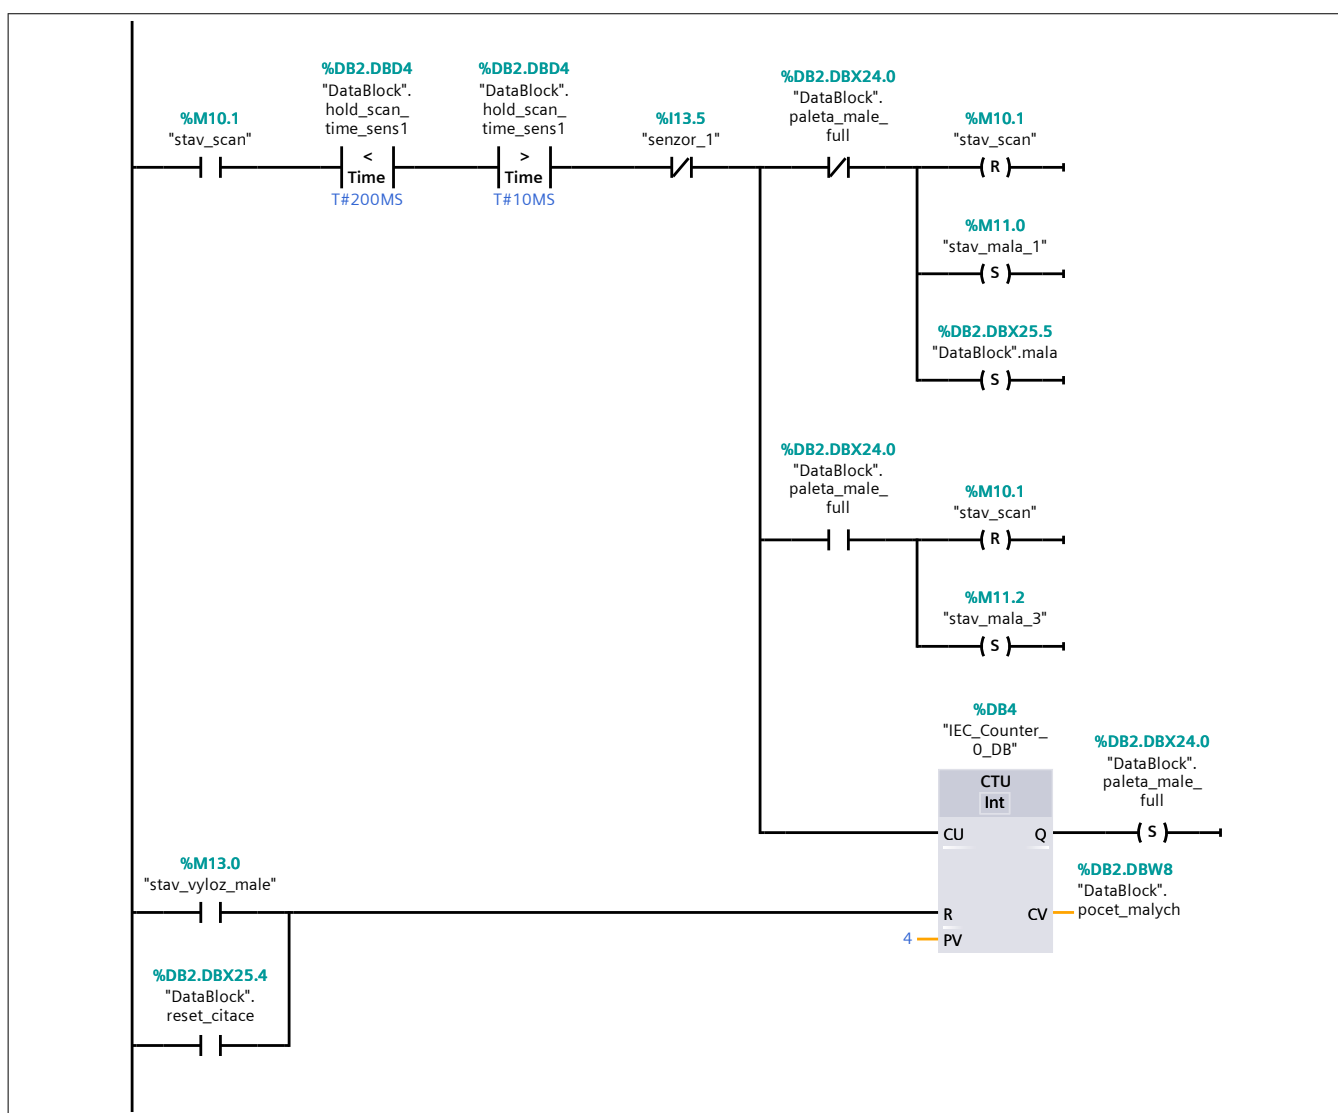 %DB2.DBD4
"DataBlock".
hold_scan_
time_sens1
%DB2.DBD4
"DataBlock".
hold_scan_
time_sens1
%DB2.DBX24.0
"DataBlock".
paleta_male_
full
%M10.1
"stav_scan"
%I13.5
"senzor_1"
%M10.1
"stav_scan"
<
Time
T#200MS
>
Time
T#10MS
( R )
%M11.0
"stav_mala_1"
( S )
%DB2.DBX25.5
"DataBlock".mala
( S )
%DB2.DBX24.0
"DataBlock".
paleta_male_
full
%M10.1
"stav_scan"
( R )
%M11.2
"stav_mala_3"
( S )
%DB4
"IEC_Counter_
0_DB"
CTU
Int
%DB2.DBX24.0
"DataBlock".
paleta_male_
full
CU
Q
( S )
%M13.0
"stav_vyloz_male"
R
CV
%DB2.DBW8
"DataBlock".
pocet_malych
4
PV
%DB2.DBX25.4
"DataBlock".
reset_citace